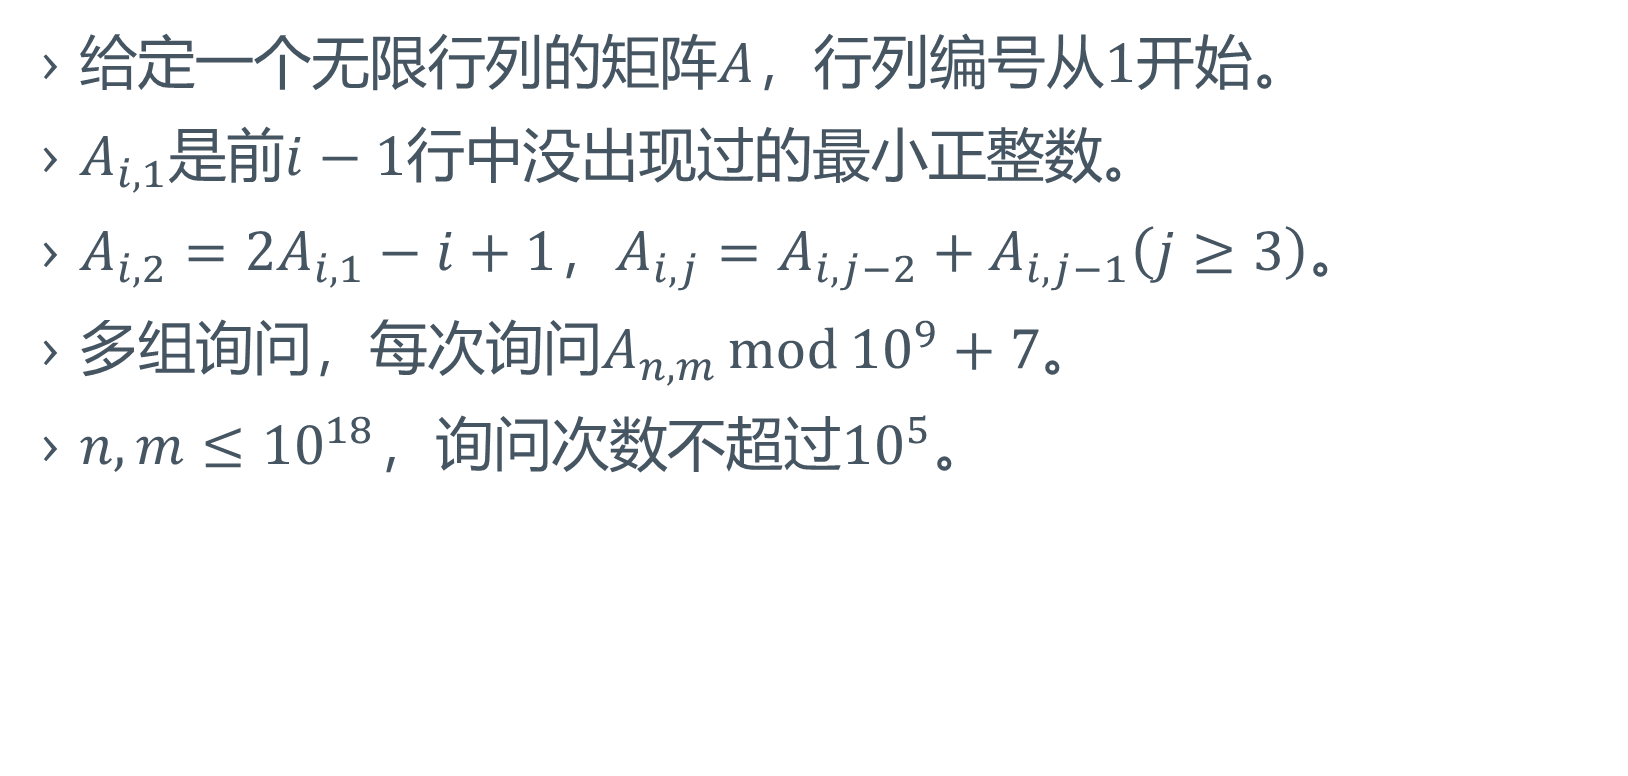 › 给定一个无限行列的矩阵A，行列编号从1开始。
› A_{i,1}是前i − 1行中没出现过的最小正整数。
› A_{i,2} = 2A_{i,1} − i + 1，A_{i,j} = A_{i,j−2} + A_{i,j−1}(j ≥ 3)。
› 多组询问，每次询问A_{n,m} mod 10^9 + 7。
› n, m ≤ 10^{18}，询问次数不超过10^5。